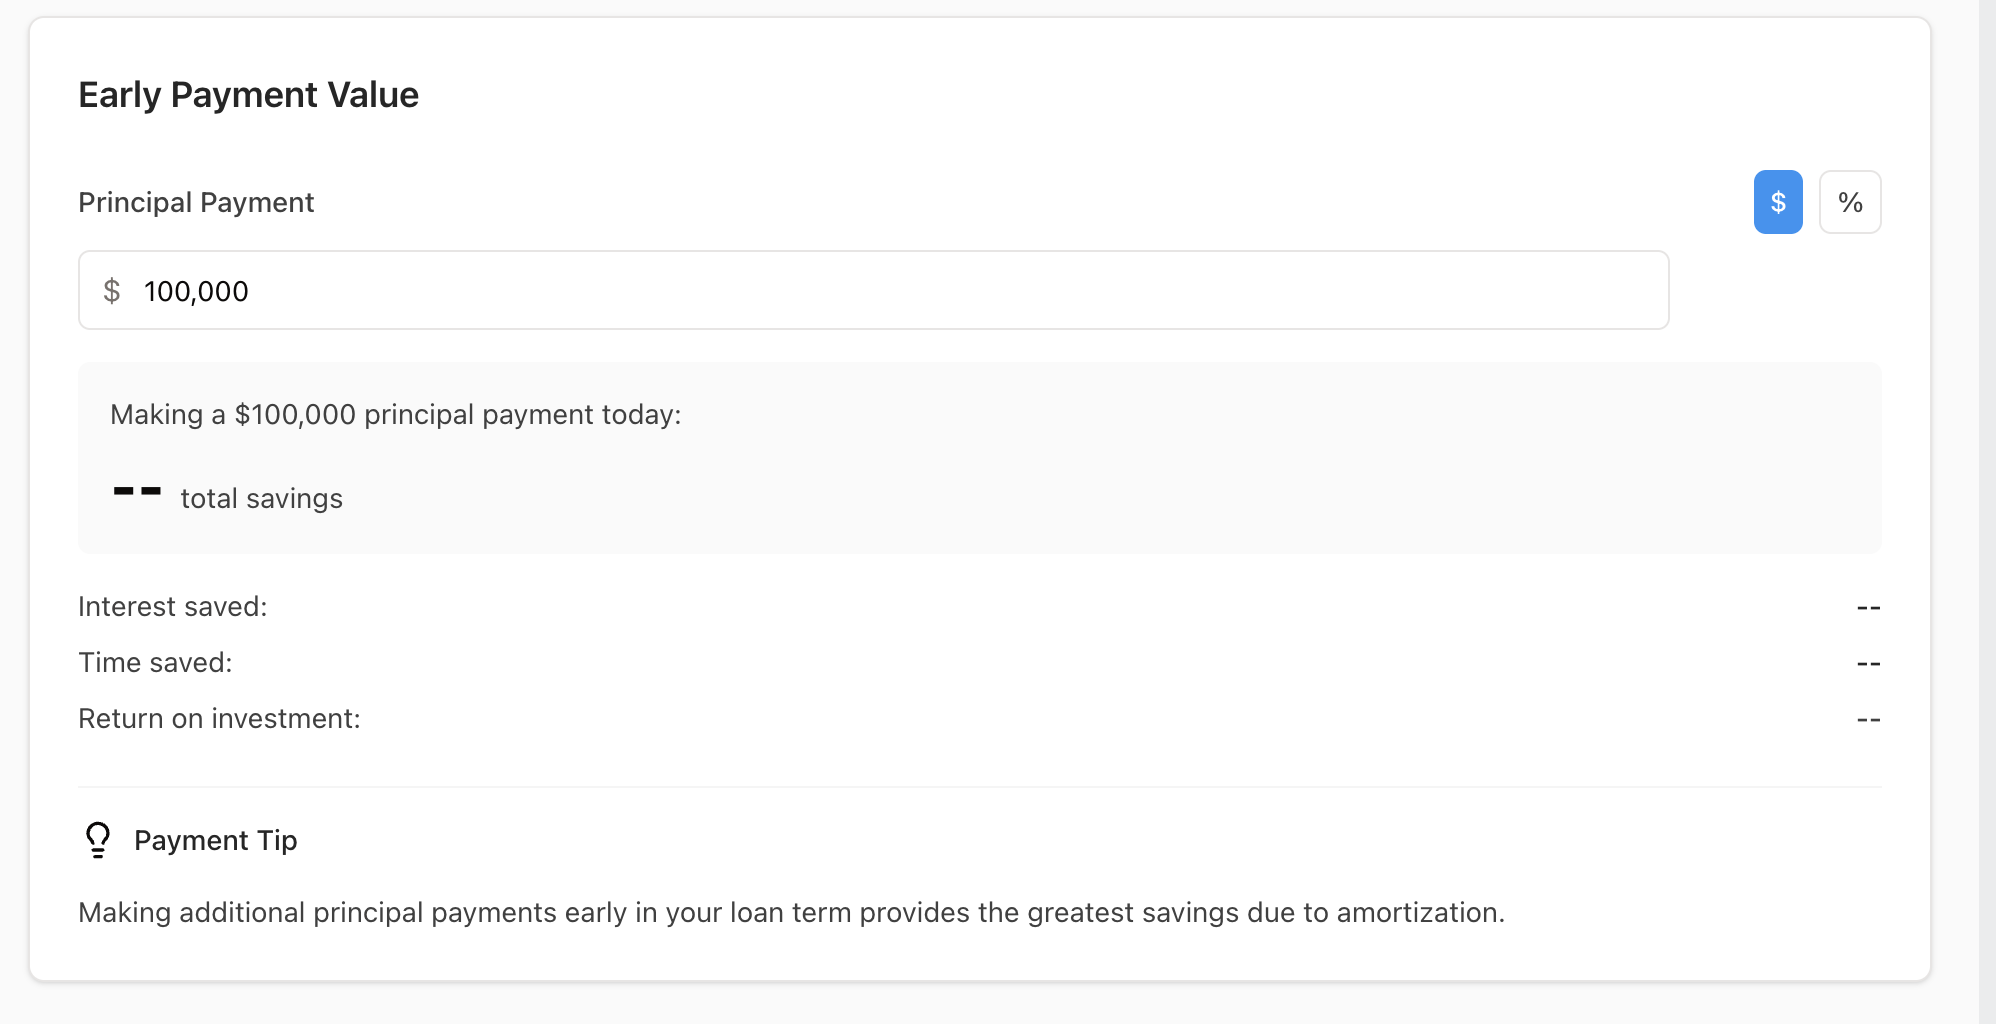 Early Payment Value
Principal Payment
$ %
$ 100,000
Making a $100,000 principal payment today:
-- total savings
Interest saved: --
Time saved: --
Return on investment: --
Payment Tip
Making additional principal payments early in your loan term provides the greatest savings due to amortization.